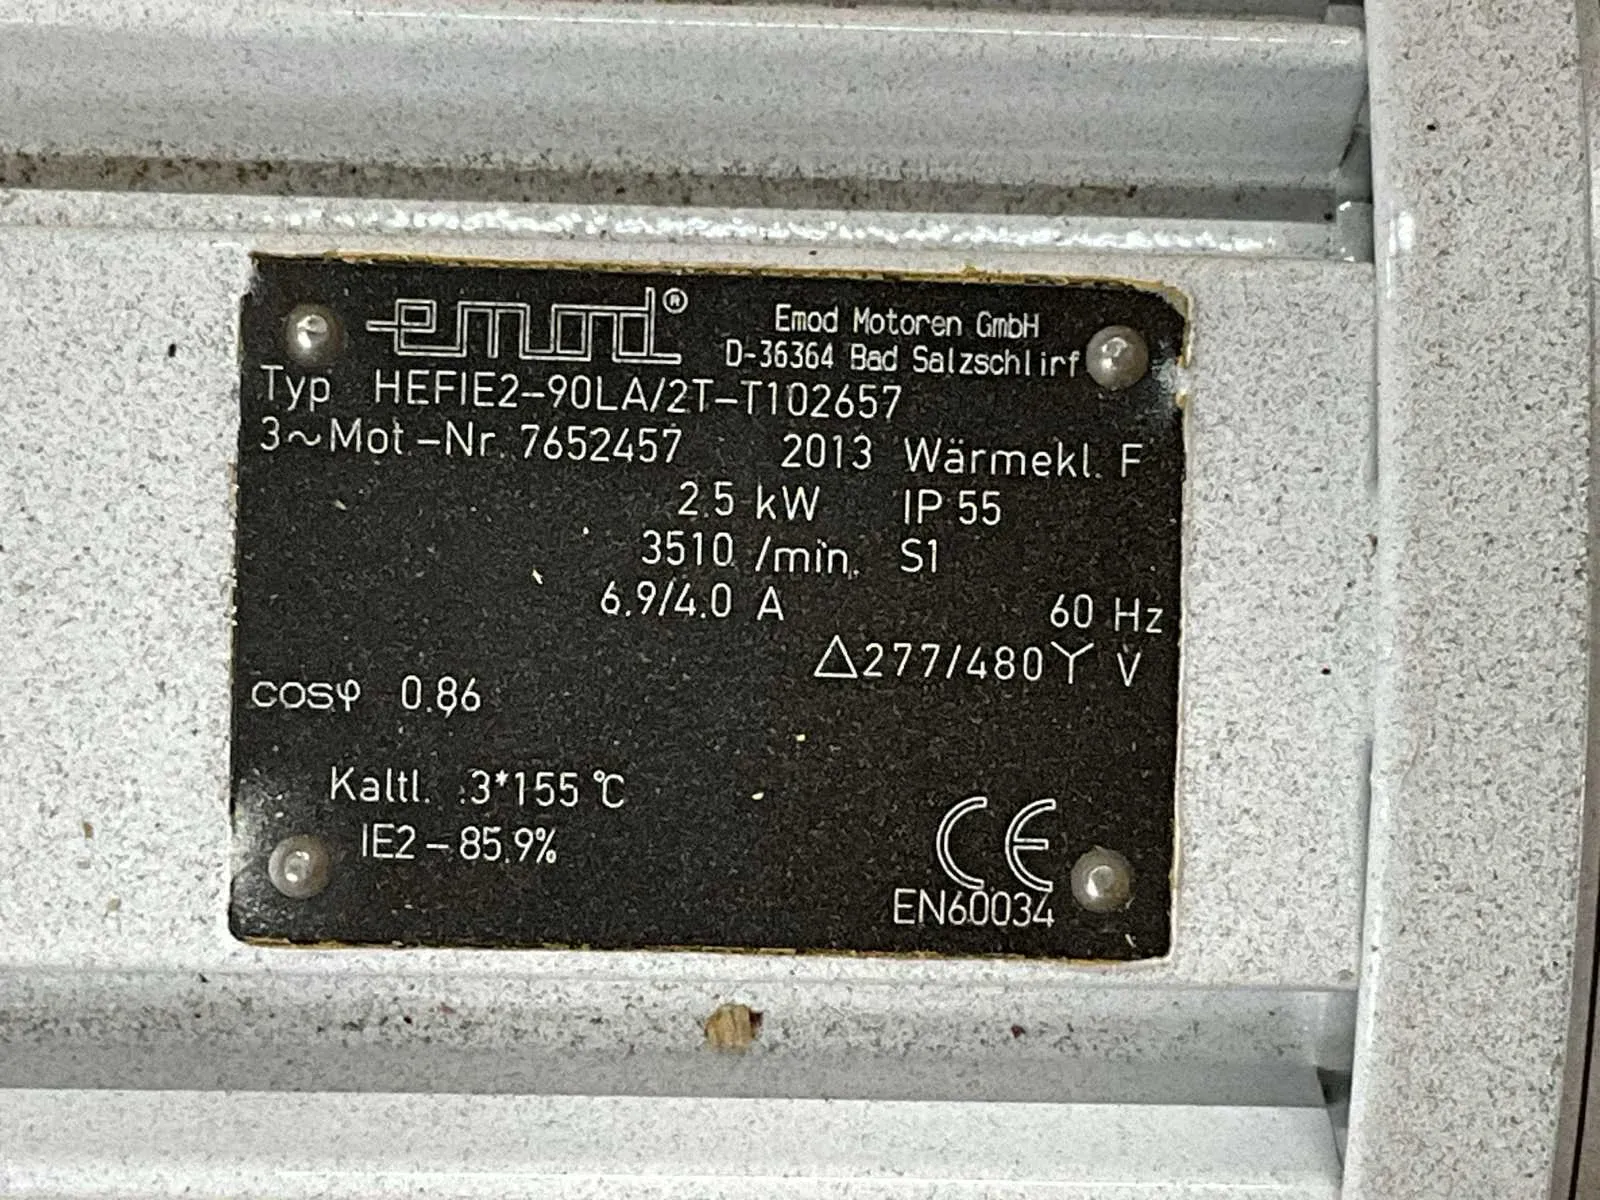 emod®
Emod Motoren GmbH
D-36364 Bad Salzschlirf
Typ HEFIE2-90LA/2T-T102657
3~Mot.-Nr. 7652457 2013 Wärmekl. F
2.5 kW IP 55
3510 /min. S1
6.9/4.0 A 60 Hz
△277/480Y V
cosφ 0.86
Kaltl. :3*155 °C
IE2-85.9%
CE
EN60034